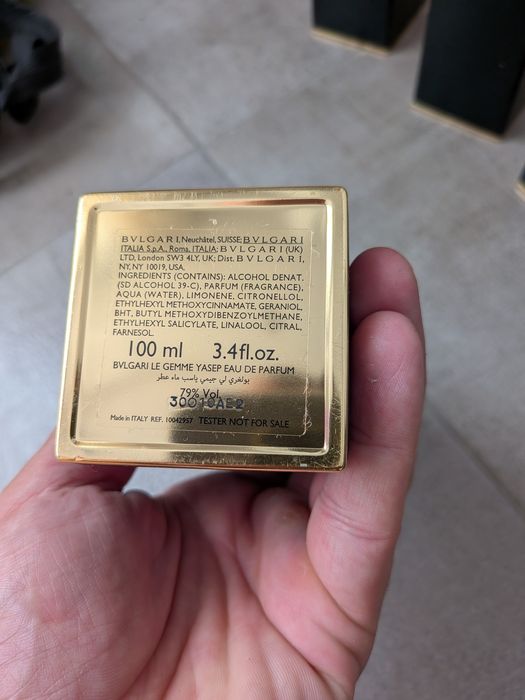 BVLGARI, Neuchâtel, SUISSE; BVLGARI
ITALIA S.p.A., Roma, ITALIA; BVLGARI (UK)
LTD, London SW3 4LY, UK; Dist. BVLGARI,
NY, NY 10019, USA.
INGREDIENTS (CONTAINS): ALCOHOL DENAT.
(SD ALCOHOL 39-C), PARFUM (FRAGRANCE),
AQUA (WATER), LIMONENE, CITRONELLOL,
ETHYLHEXYL METHOXYCINNAMATE, GERANIOL,
BHT, BUTYL METHOXYDIBENZOYLMETHANE,
ETHYLHEXYL SALICYLATE, LINALOOL, CITRAL,
FARNESOL.
100 ml 3.4fl.oz.
BVLGARI LE GEMME YASEP EAU DE PARFUM
بولغري لي جيمي ياسب ماء عطر
79% Vol.
30010AE2
Made in ITALY REF. 10042957 TESTER NOT FOR SALE